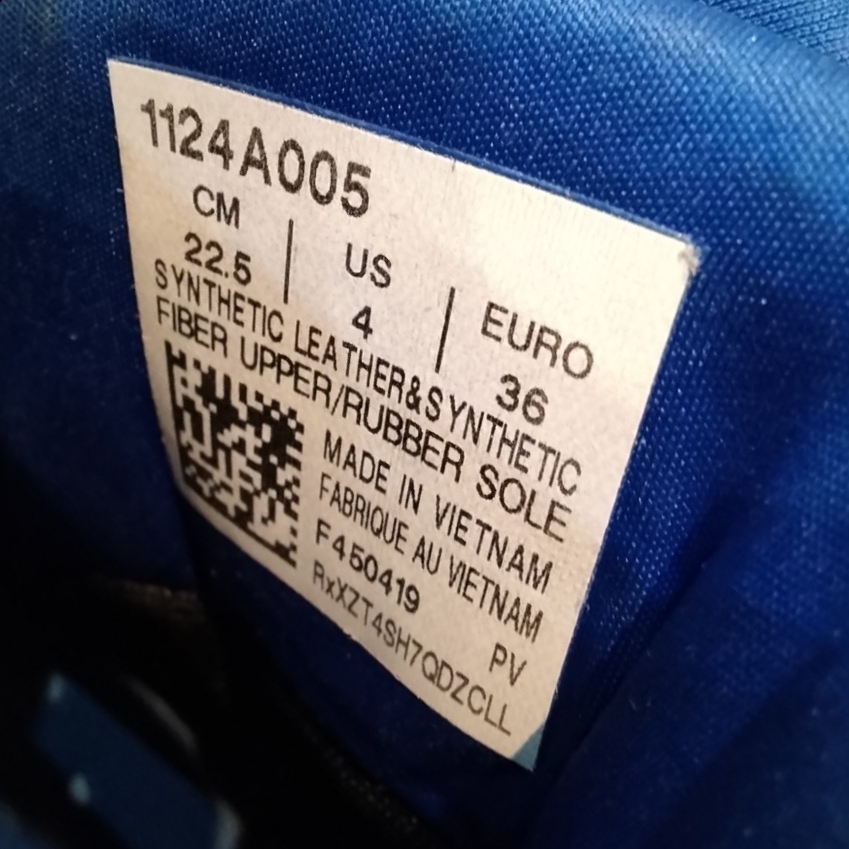 1124A005
CM | US | EURO
22.5 | 4 | 36
SYNTHETIC LEATHER&SYNTHETIC
FIBER UPPER/RUBBER SOLE
MADE IN VIETNAM
FABRIQUE AU VIETNAM
F450419 PV
RxXZT4SH7QDZCLL